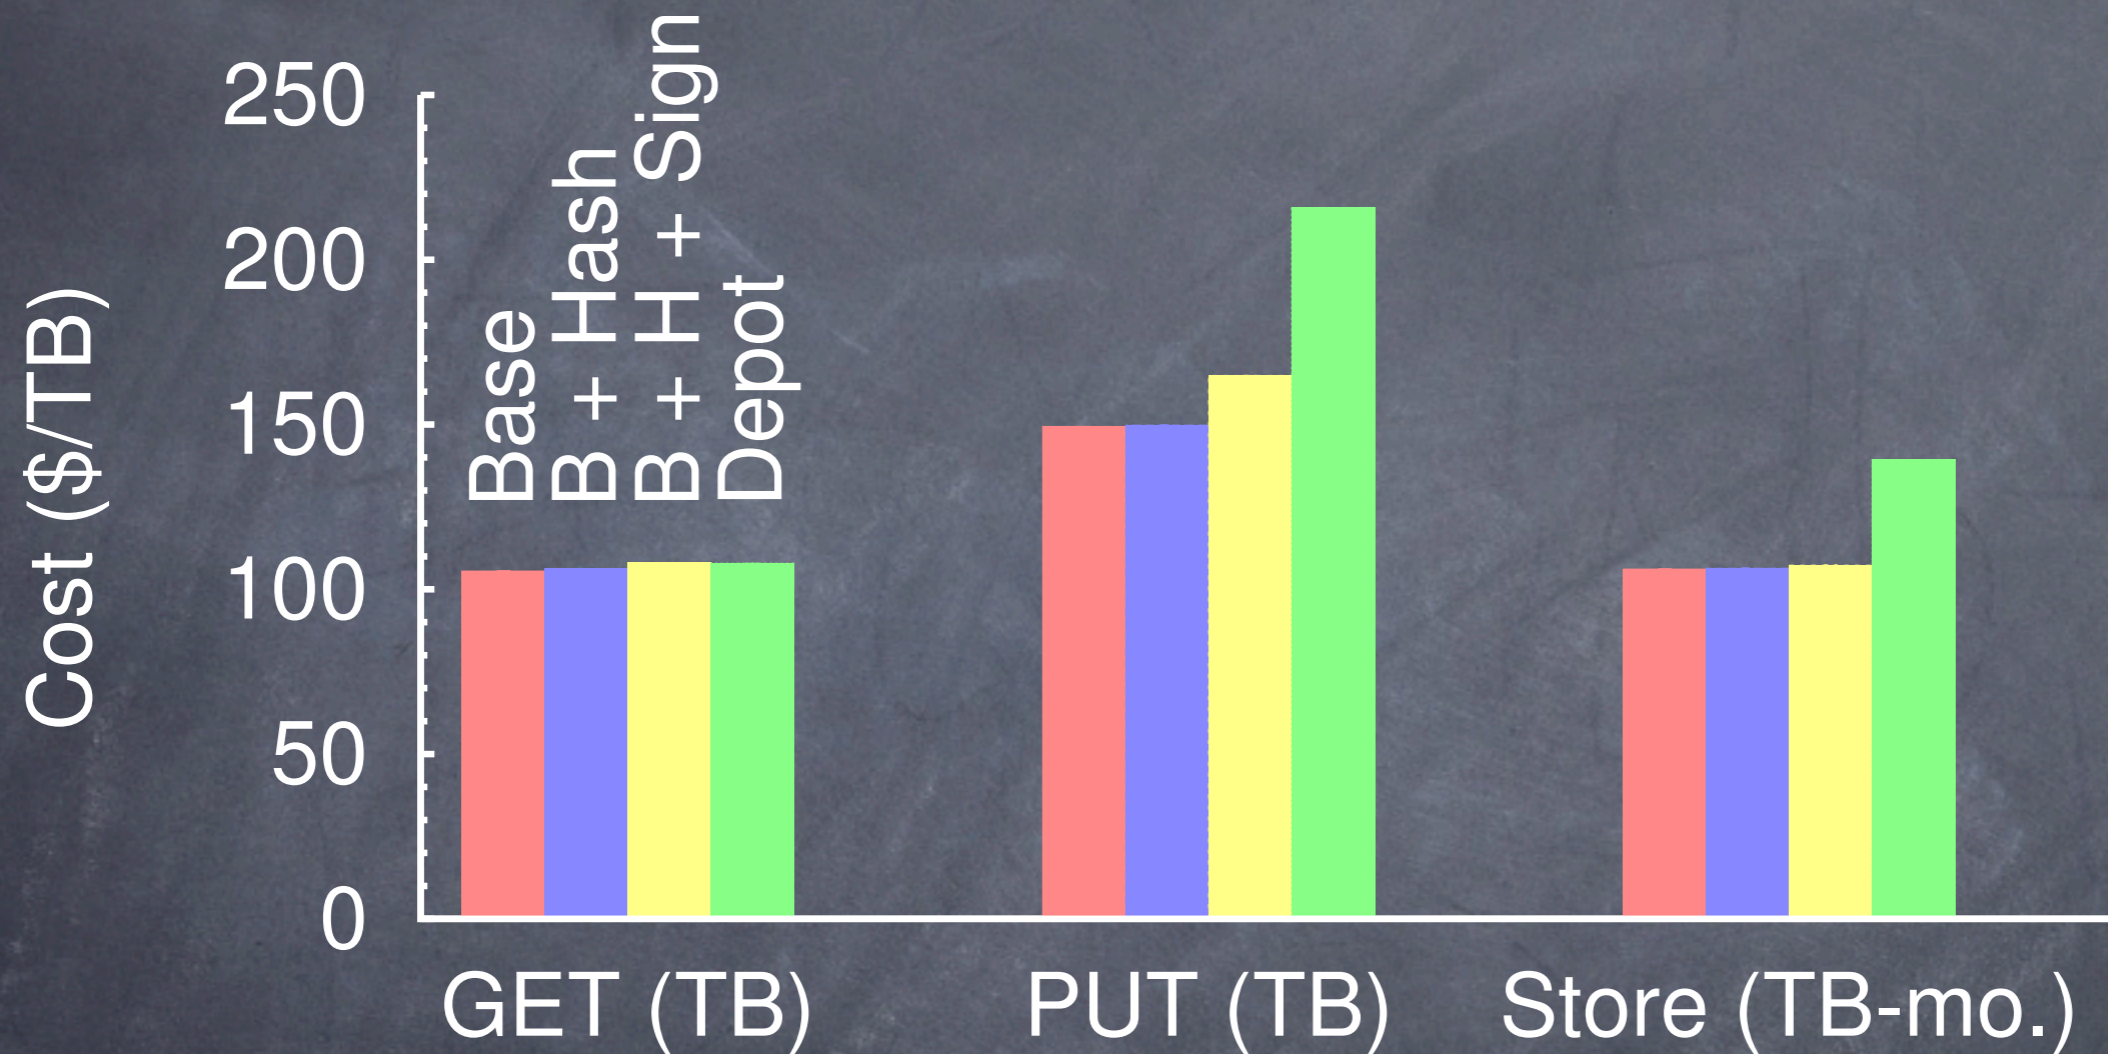 Cost ($/TB)
250
200
150
100
50
0
Base
B + Hash
B + H + Sign
Depot
GET (TB)
PUT (TB)
Store (TB-mo.)